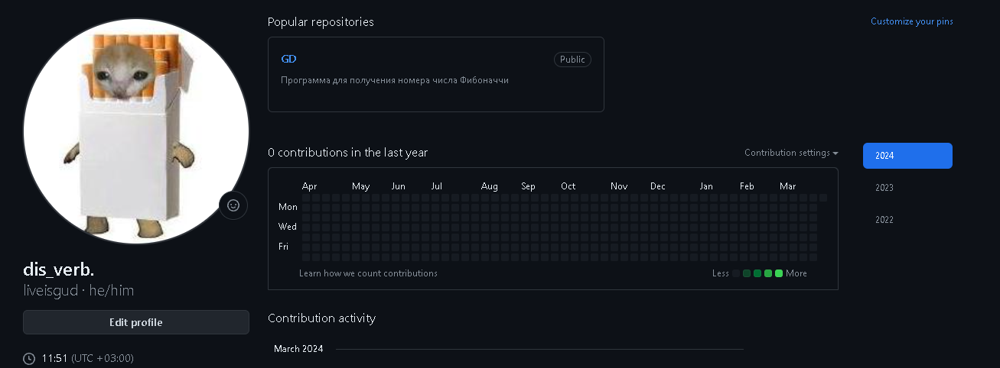 Popular repositories
Customize your pins
GD
Public
Программа для получения номера числа Фибоначчи
0 contributions in the last year
Contribution settings
2024
2023
2022
Apr May Jun Jul Aug Sep Oct Nov Dec Jan Feb Mar
Mon
Wed
Fri
Learn how we count contributions
Less More
dis_verb.
liveisgud · he/him
Edit profile
11:51 (UTC +03:00)
Contribution activity
March 2024